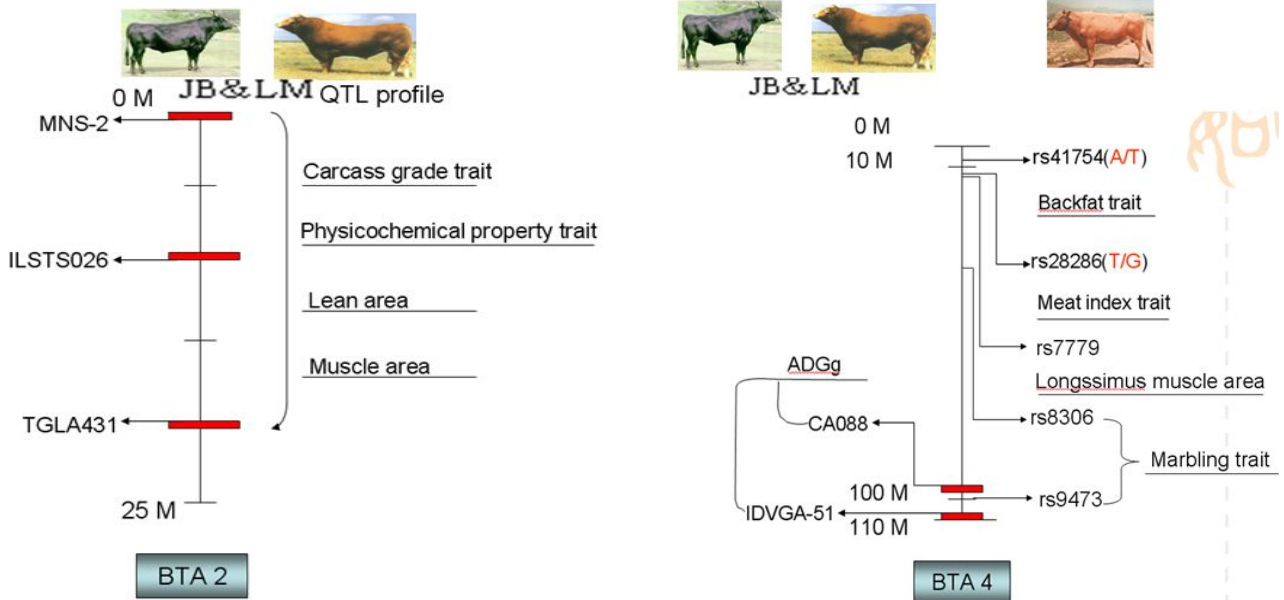 JB&LM QTL profile
0 M
MNS-2
Carcass grade trait
Physicochemical property trait
ILSTS026
Lean area
Muscle area
TGLA431
25 M
BTA 2
JB&LM
0 M
10 M
rs41754(A/T)
Backfat trait
rs28286(T/G)
Meat index trait
rs7779
ADGg
Longssimus muscle area
CA088
rs8306
Marbling trait
100 M
rs9473
IDVGA-51
110 M
BTA 4